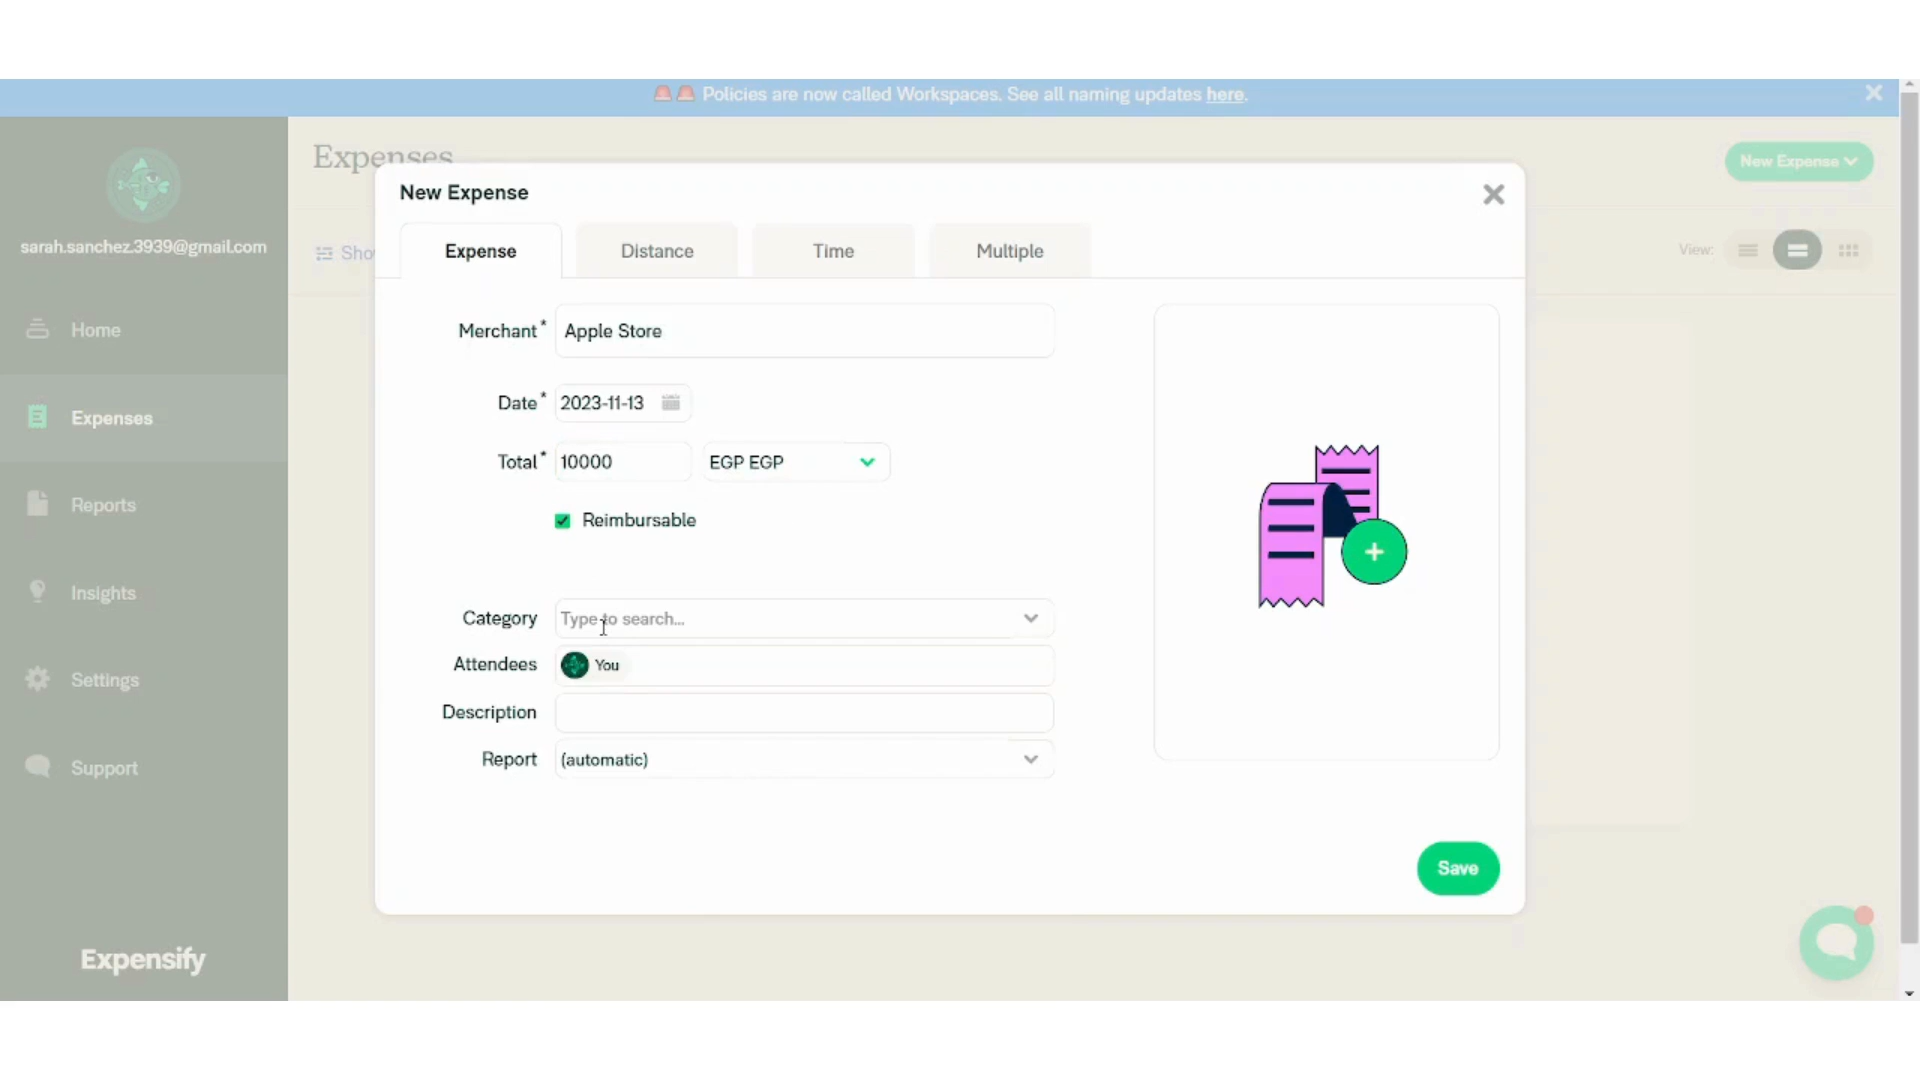 Policies are now called Workspaces. See all naming updates here.
sarah.sanchez.3939@gmail.com
Home
Expenses
Reports
Insights
Settings
Support
Expensify
Expenses
New Expense
Sho
View:
New Expense
Expense
Distance
Time
Multiple
Merchant* Apple Store
Date* 2023-11-13
Total* 10000 EGP EGP
Reimbursable
Category Type to search...
Attendees You
Description
Report (automatic)
Save